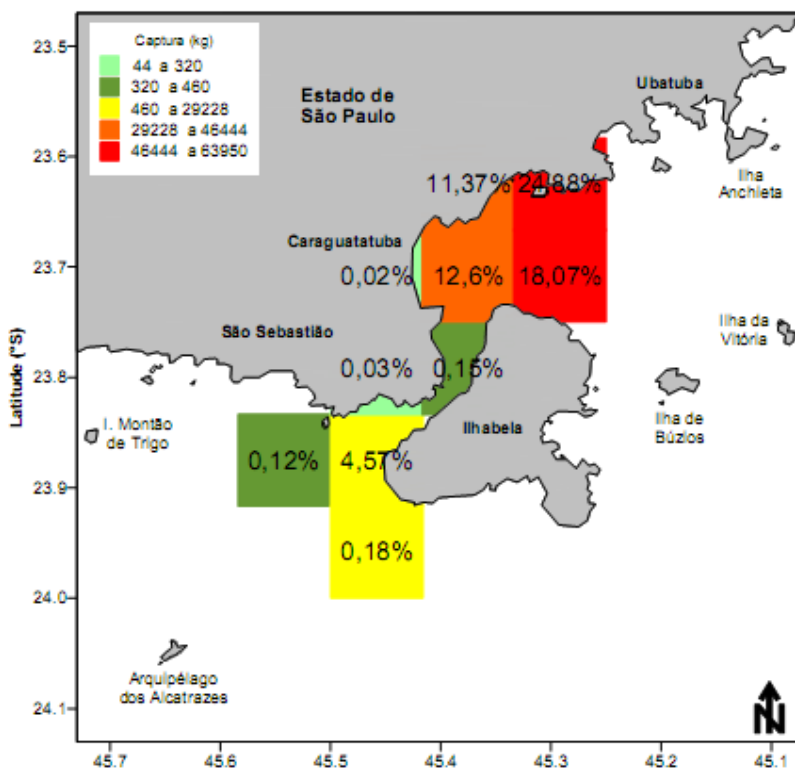 Captura (kg)
44 a 320
320 a 460
460 a 29228
29228 a 46444
46444 a 63950
Estado de
São Paulo
Ubatuba
Ilha
Anchieta
11,37%
24,88%
Caraguatatuba
0,02%
12,6%
18,07%
São Sebastião
Ilha da
Vitória
0,03%
0,15%
I. Montão
de Trigo
Ilhabela
Ilha de
Búzios
0,12%
4,57%
0,18%
Arquipélago
dos Alcatrazes
N
Latitude (°S)
23.5
23.6
23.7
23.8
23.9
24.0
24.1
45.7
45.6
45.5
45.4
45.3
45.2
45.1